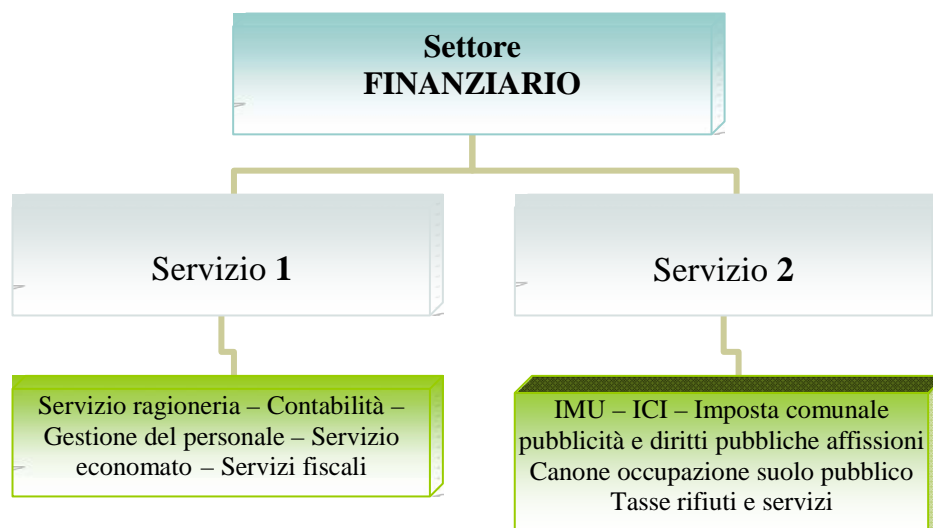 Settore
FINANZIARIO
Servizio 1
Servizio 2
Servizio ragioneria – Contabilità –
Gestione del personale – Servizio
economato – Servizi fiscali
IMU – ICI – Imposta comunale
pubblicità e diritti pubbliche affissioni
Canone occupazione suolo pubblico
Tasse rifiuti e servizi